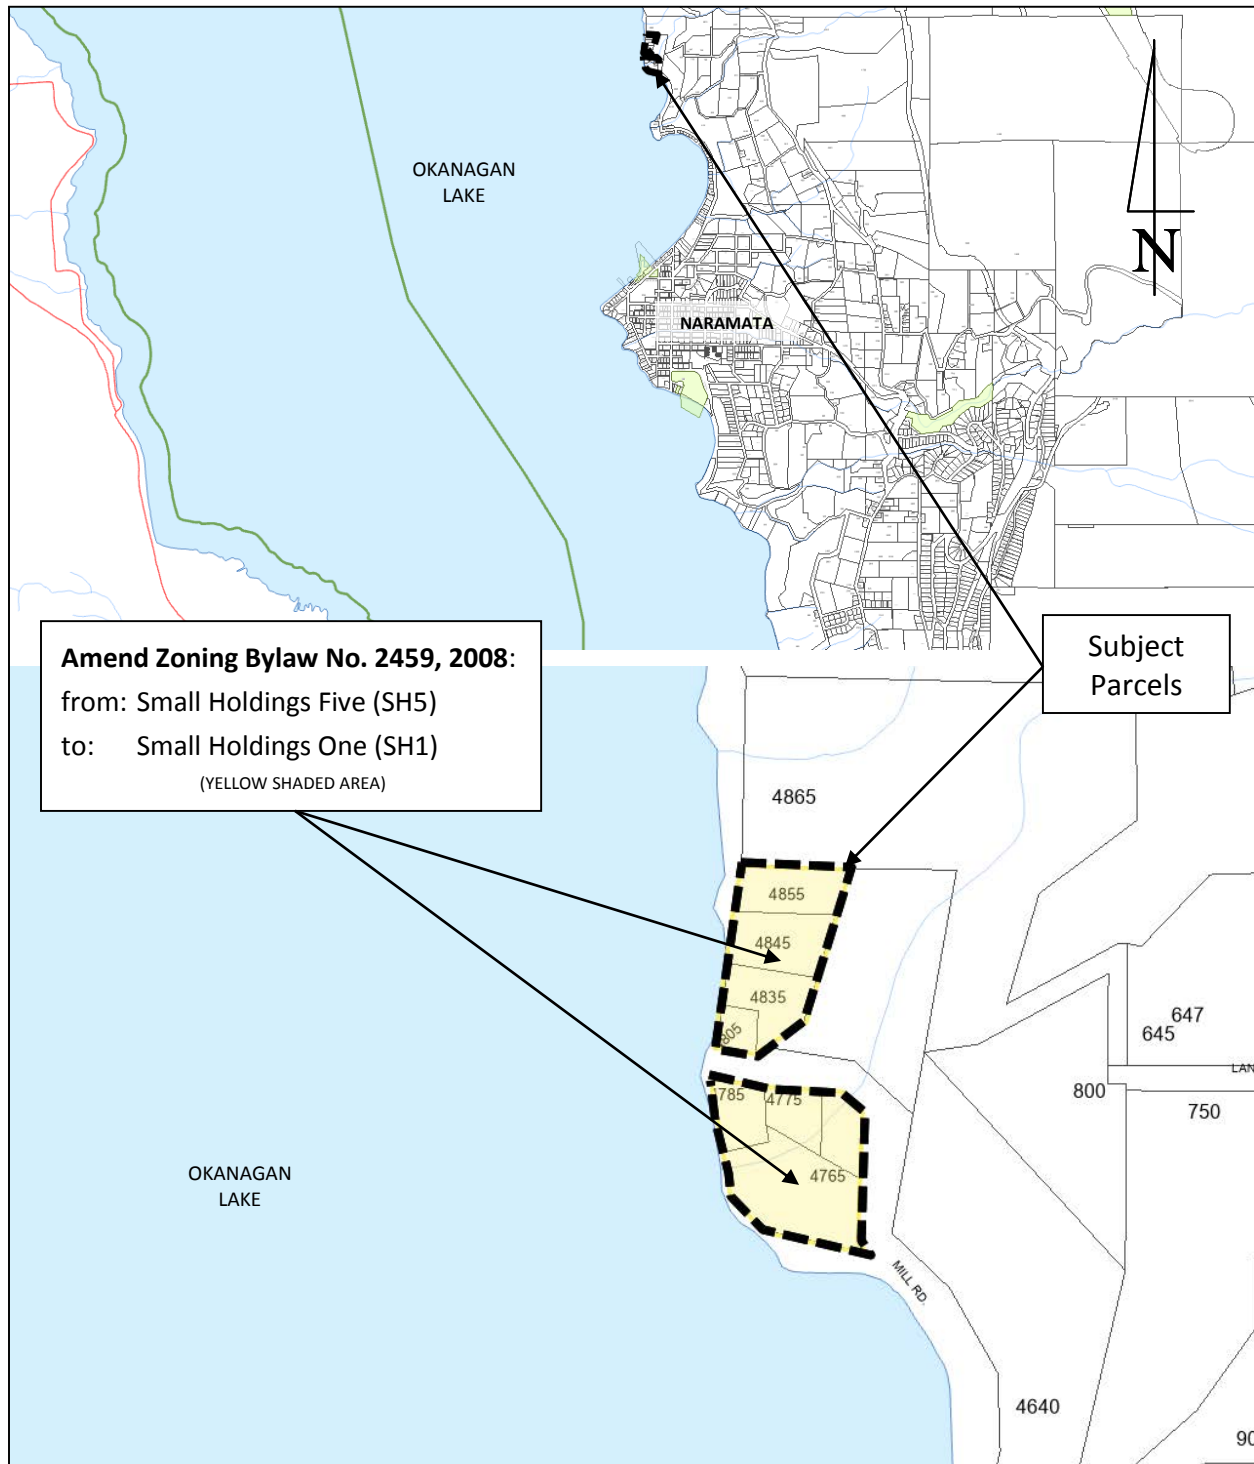 OKANAGAN
LAKE
N
NARAMATA
Amend Zoning Bylaw No. 2459, 2008:
from: Small Holdings Five (SH5)
to: Small Holdings One (SH1)
(YELLOW SHADED AREA)
Subject
Parcels
4865
4855
4845
4835
805
785
4775
4765
647
645
LAN
800
750
OKANAGAN
LAKE
MILL RD.
4640
90